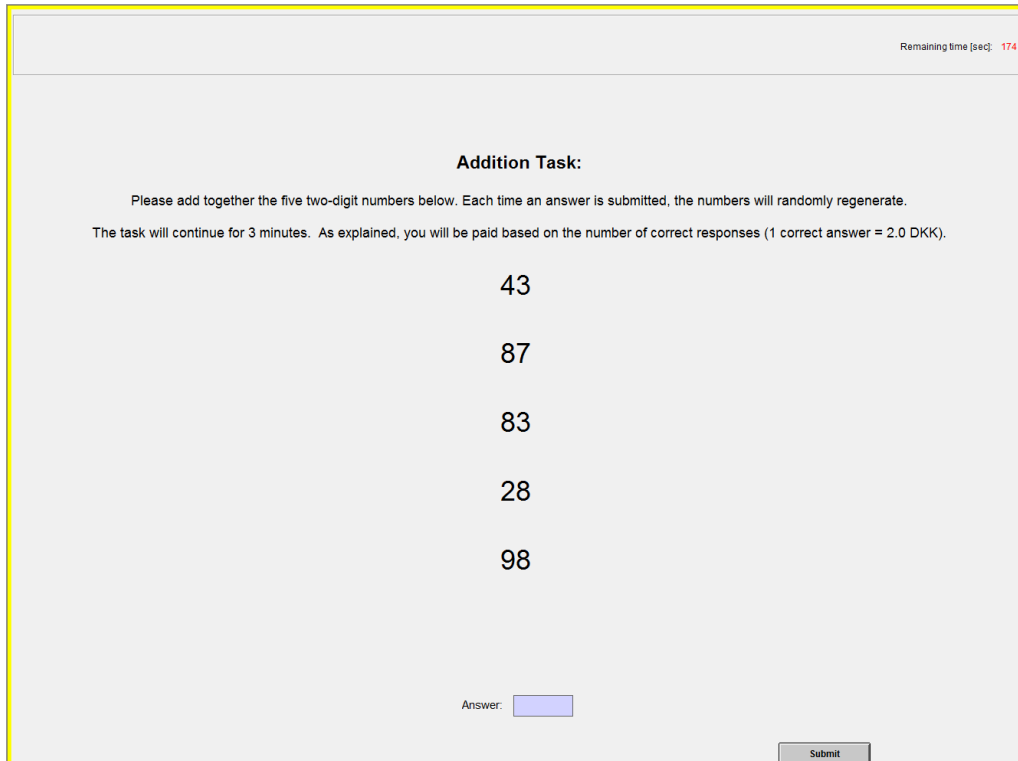 Remaining time [sec]: 174
Addition Task:
Please add together the five two-digit numbers below. Each time an answer is submitted, the numbers will randomly regenerate.
The task will continue for 3 minutes.  As explained, you will be paid based on the number of correct responses (1 correct answer = 2.0 DKK).
43
87
83
28
98
Answer:
Submit